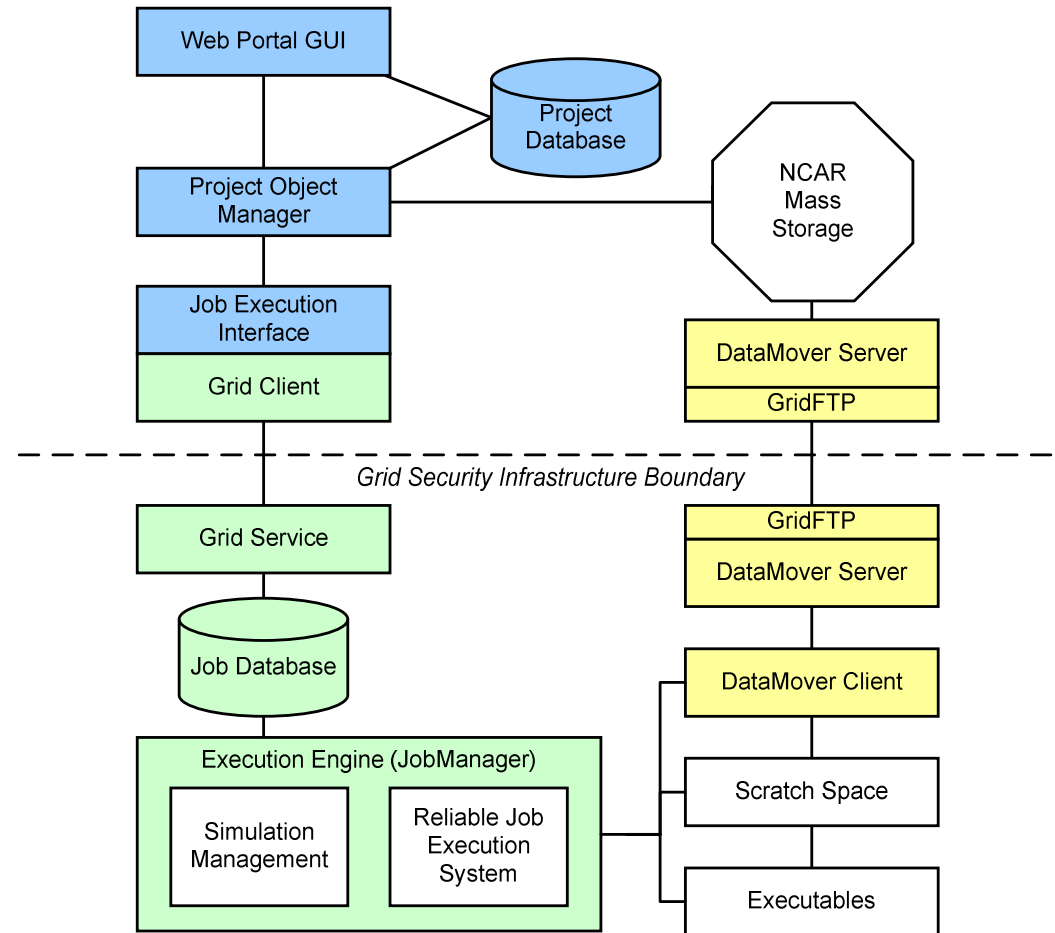 Web Portal GUI
Project
Database
NCAR
Mass
Storage
Project Object
Manager
Job Execution
Interface
Grid Client
DataMover Server
GridFTP
Grid Security Infrastructure Boundary
Grid Service
GridFTP
DataMover Server
Job Database
DataMover Client
Execution Engine (JobManager)
Simulation
Management
Reliable Job
Execution
System
Scratch Space
Executables